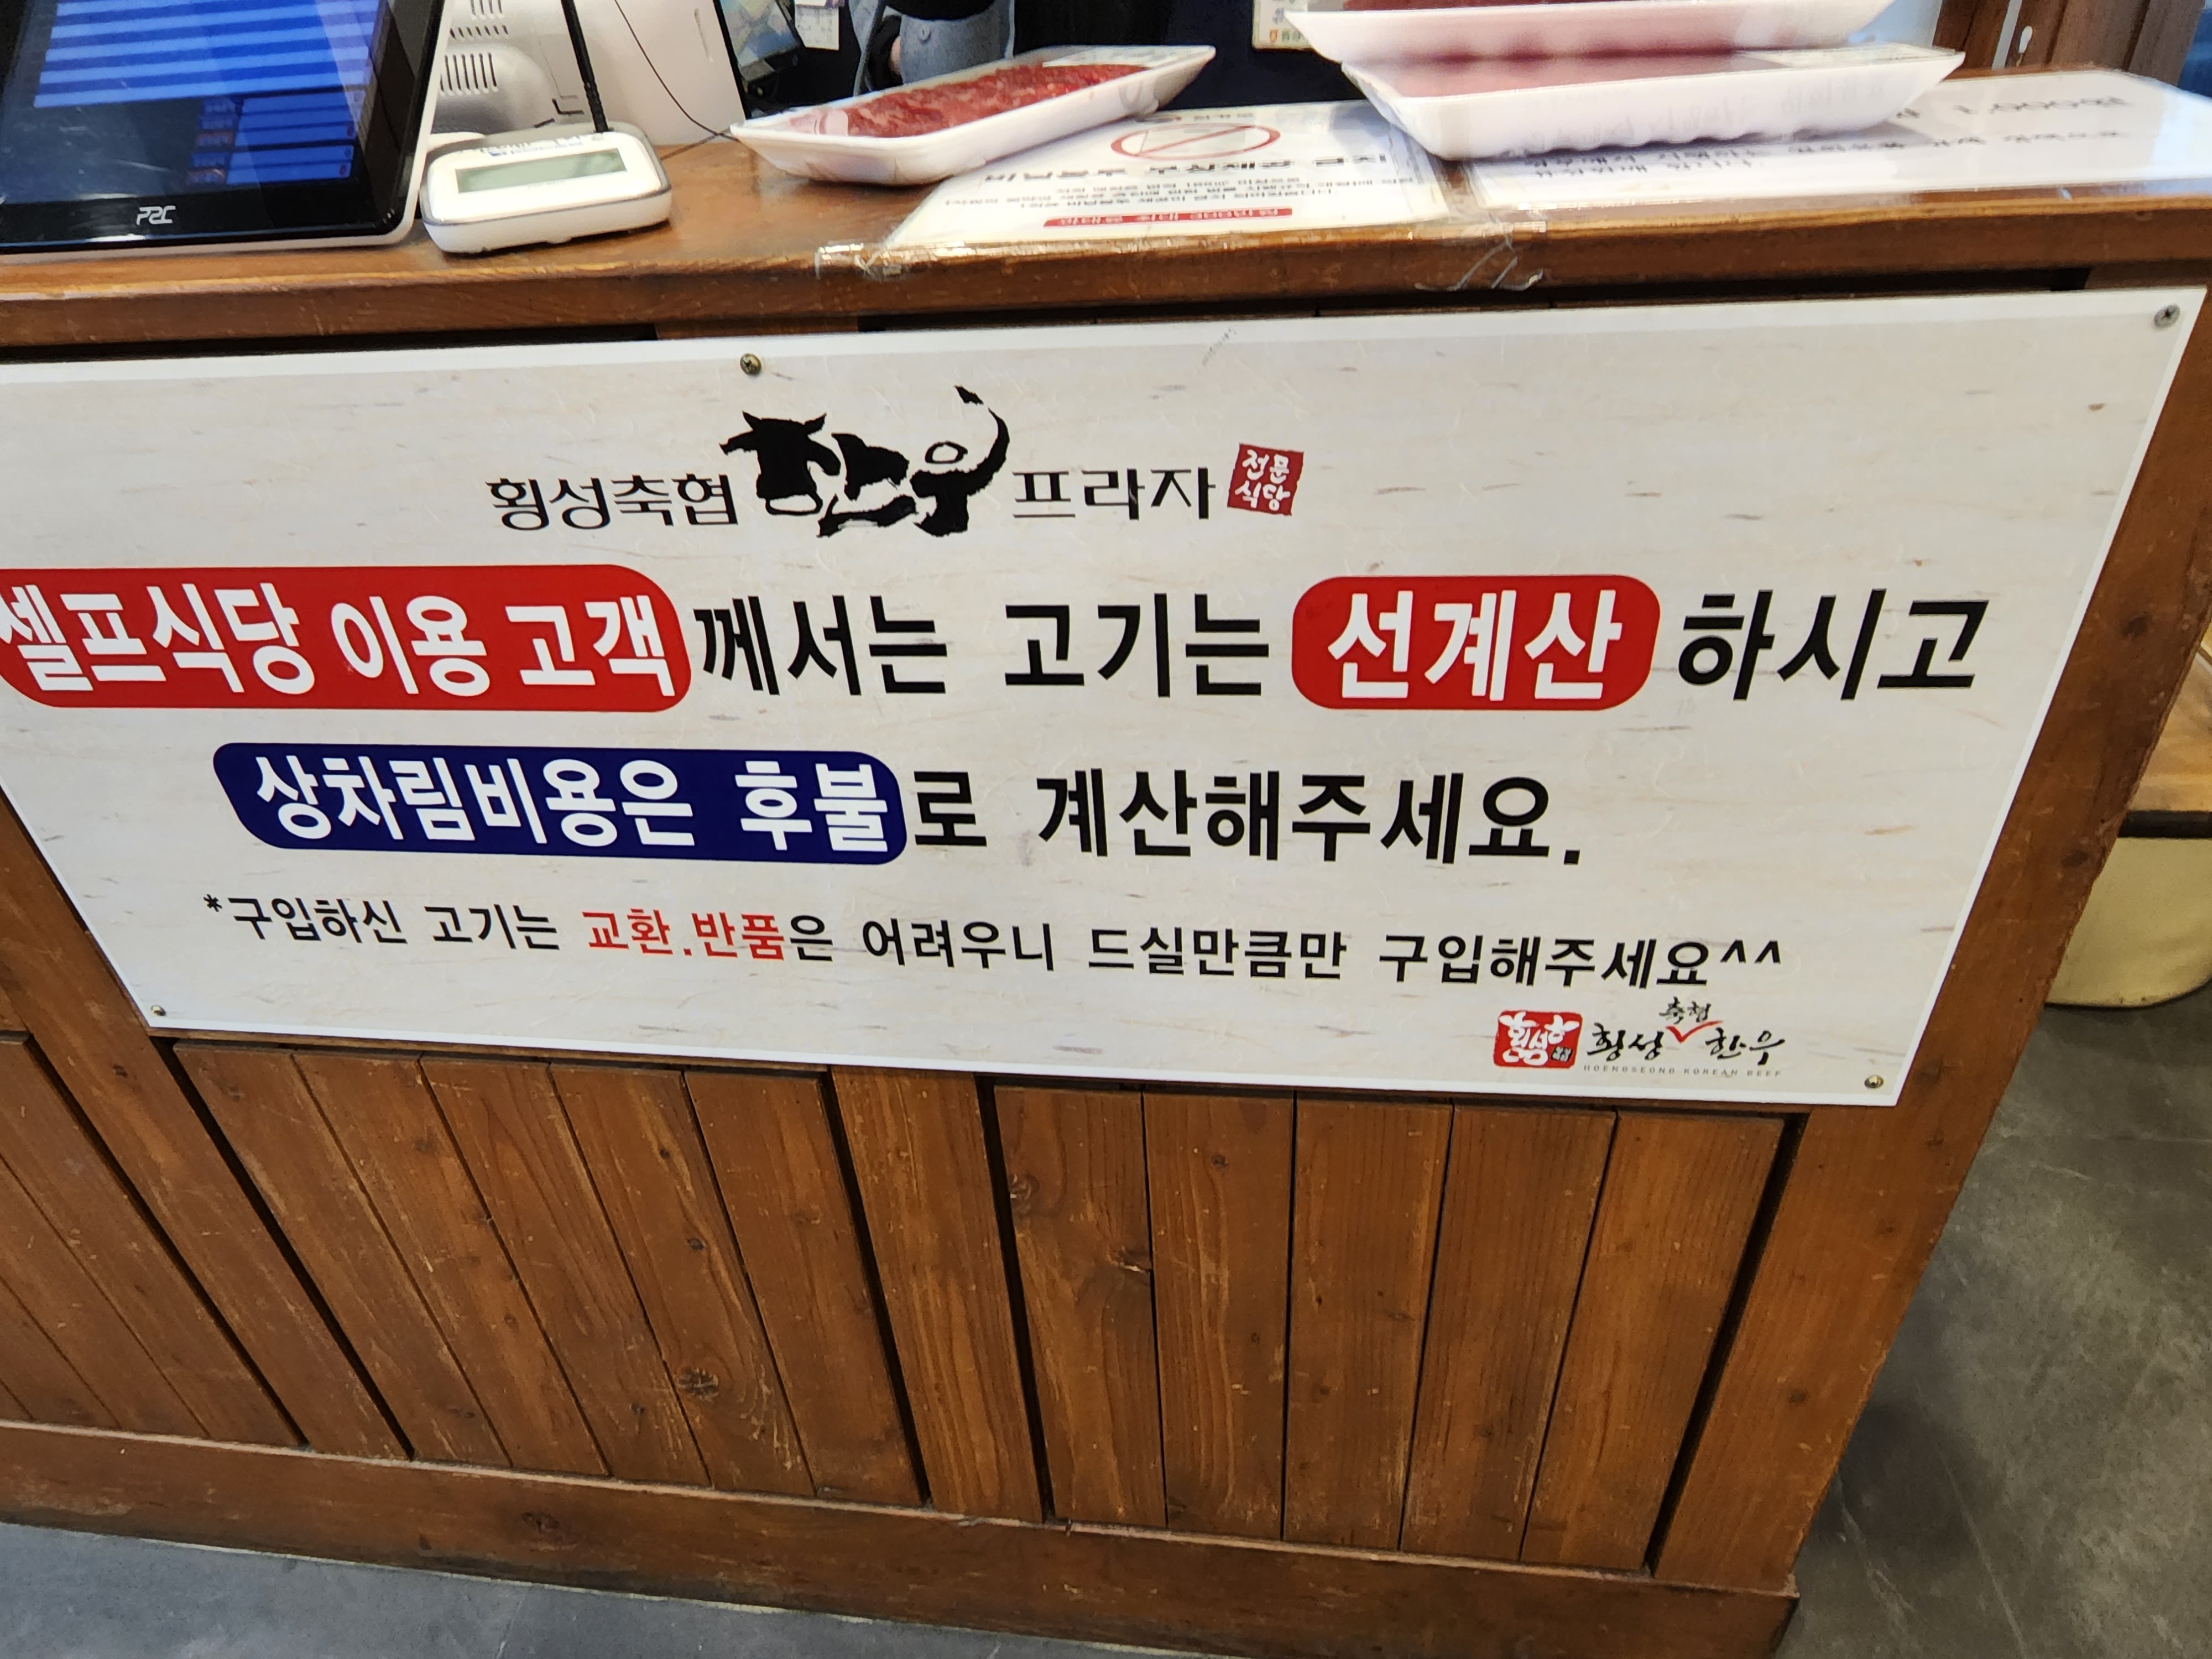 횡성축협 한우 프라자 전문식당
셀프식당 이용 고객께서는 고기는 선계산 하시고
상차림비용은 후불로 계산해주세요.
*구입하신 고기는 교환.반품은 어려우니 드실만큼만 구입해주세요^^
횡성축협한우
HOENGSEONG KOREAN BEEF